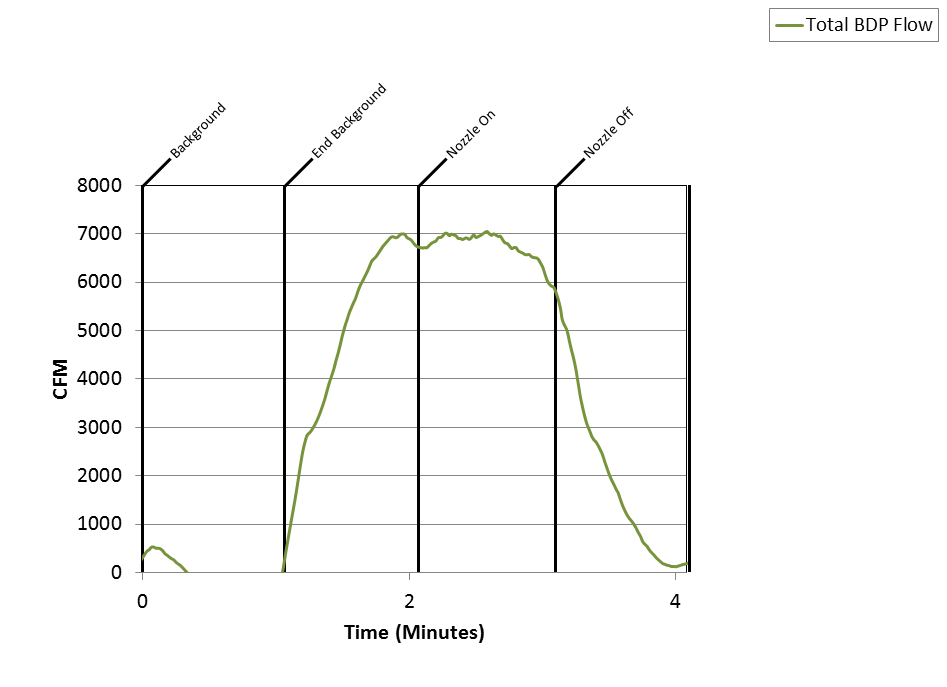 Total BDP Flow
Background
End Background
Nozzle On
Nozzle Off
8000
7000
6000
5000
4000
3000
2000
1000
0
CFM
0 2 4
Time (Minutes)